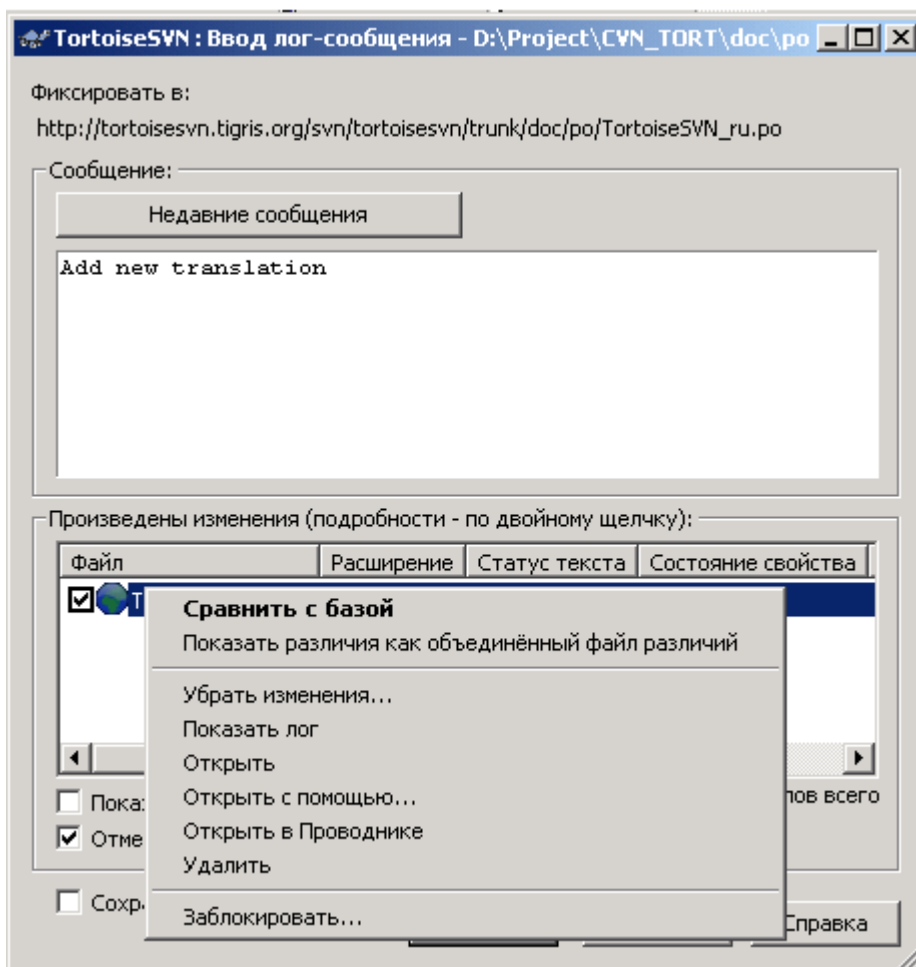 TortoiseSVN : Ввод лог-сообщения - D:\Project\CVN_TORT\doc\po
Фиксировать в:
http://tortoisesvn.tigris.org/svn/tortoisesvn/trunk/doc/po/TortoiseSVN_ru.po
Сообщение:
Недавние сообщения
Add new translation
Произведены изменения (подробности - по двойному щелчку):
Файл Расширение Статус текста Состояние свойства
Сравнить с базой
Показать различия как объединённый файл различий
Убрать изменения...
Показать лог
Открыть
Открыть с помощью...
всего
Открыть в Проводнике
Удалить
Заблокировать...
Справка